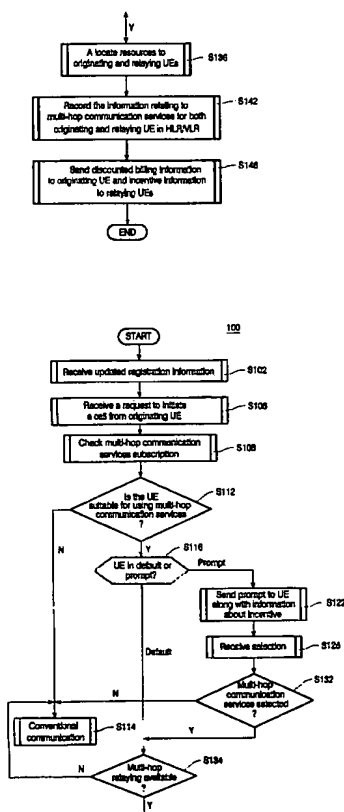 Y
A locate resources to
originating and relaying UEs
S136
Record the information relating to
multi-hop communication services for both
originating and relaying UE in HLR/VLR
S142
Send discounted billing information
to originating UE and incentive information
to relaying UEs
S146
END
100
START
Receive updated registration information
S102
Receive a request to initiate
a call from originating UE
S106
Check multi-hop communication
services subscription
S108
Is the UE
suitable for using multi-hop
communication services
?
S112
N
Y
S116
UE in default or
prompt?
Prompt
Send prompt to UE
along with information
about incentive
S122
Receive selection
S126
Default
Multi-hop
communication
services selected
?
S132
N
Y
Conventional
communication
S114
Multi-hop
relaying available
?
S134
N
Y